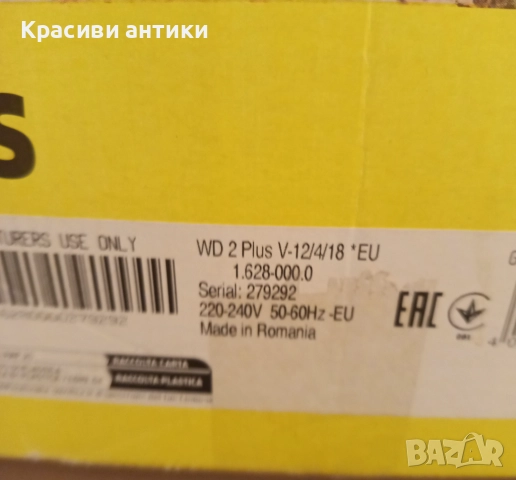 Красиви антики
s
TURERS USE ONLY
WD 2 Plus V-12/4/18 *EU
1.628-000.0
Serial: 279292
220-240V 50-60Hz -EU
Made in Romania
EAC
RACCOLTA CARTA
RACCOLTA PLASTICA
BAZAR